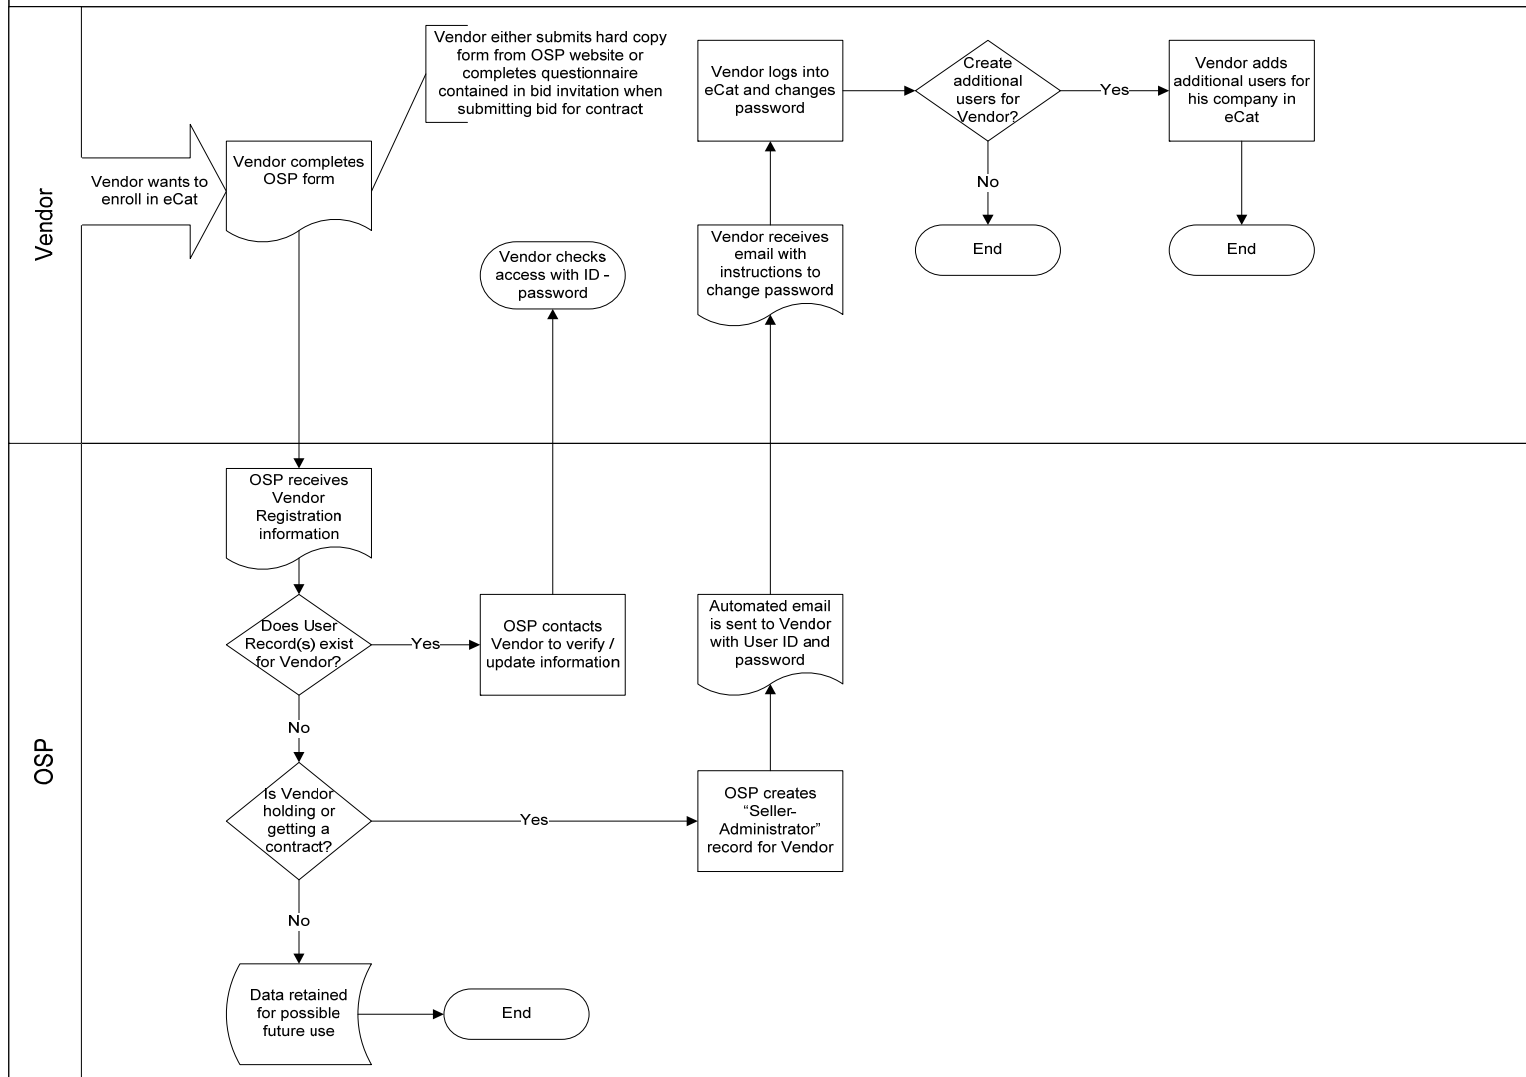 Vendor
Vendor wants to
enroll in eCat
Vendor completes
OSP form
Vendor either submits hard copy
form from OSP website or
completes questionnaire
contained in bid invitation when
submitting bid for contract
Vendor checks
access with ID -
password
Vendor logs into
eCat and changes
password
Create
additional
users for
Vendor?
Yes
Vendor adds
additional users for
his company in
eCat
No
End
End
Vendor receives
email with
instructions to
change password
OSP
OSP receives
Vendor
Registration
information
Does User
Record(s) exist
for Vendor?
Yes
OSP contacts
Vendor to verify /
update information
Automated email
is sent to Vendor
with User ID and
password
No
Is Vendor
holding or
getting a
contract?
Yes
OSP creates
“Seller-
Administrator”
record for Vendor
No
Data retained
for possible
future use
End